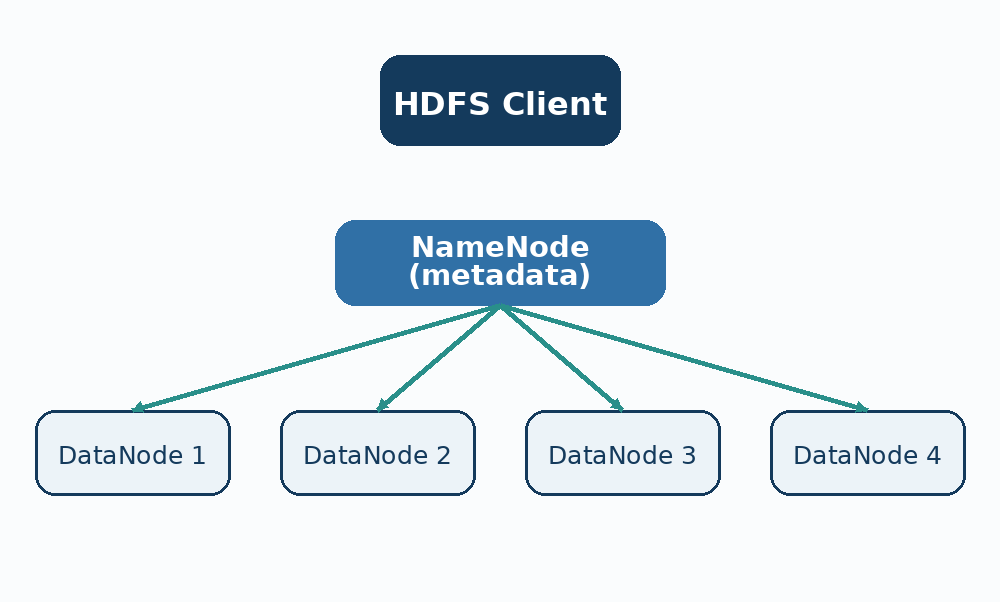 HDFS Client
NameNode
(metadata)
DataNode 1
DataNode 2
DataNode 3
DataNode 4